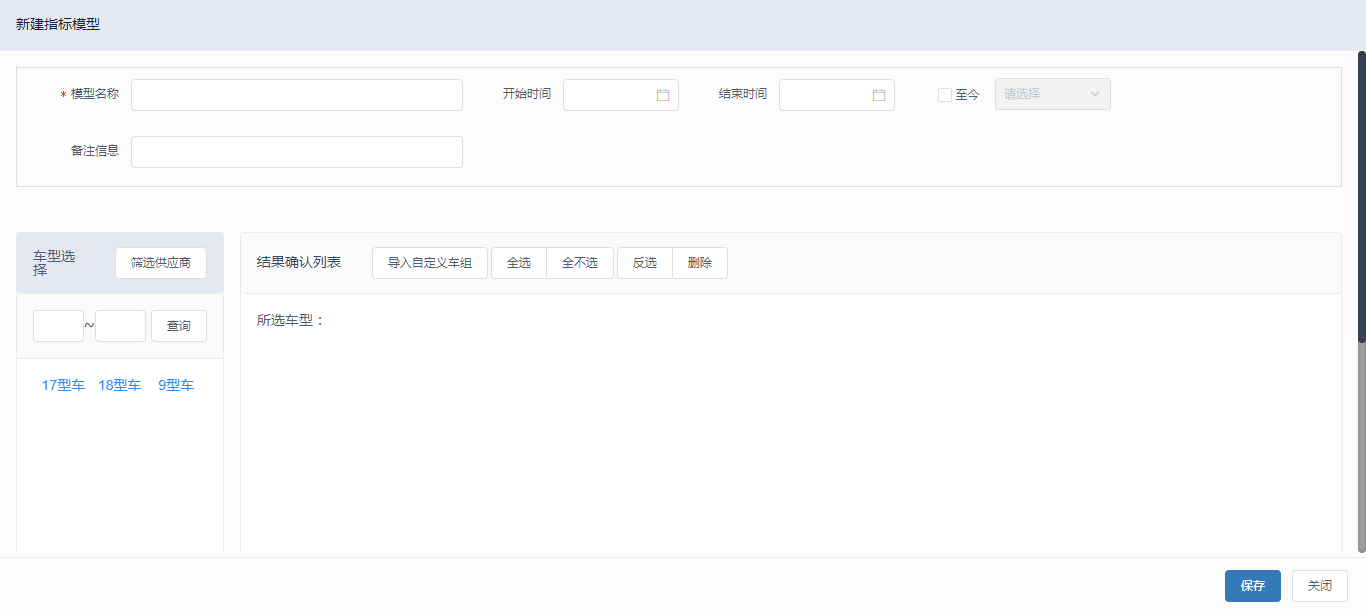 新建指标模型
* 模型名称 开始时间 结束时间 至今 请选择
备注信息
车型选择 筛选供应商
结果确认列表 导入自定义车组 全选 全不选 反选 删除
~ 查询
所选车型：
17型车 18型车 9型车
保存 关闭